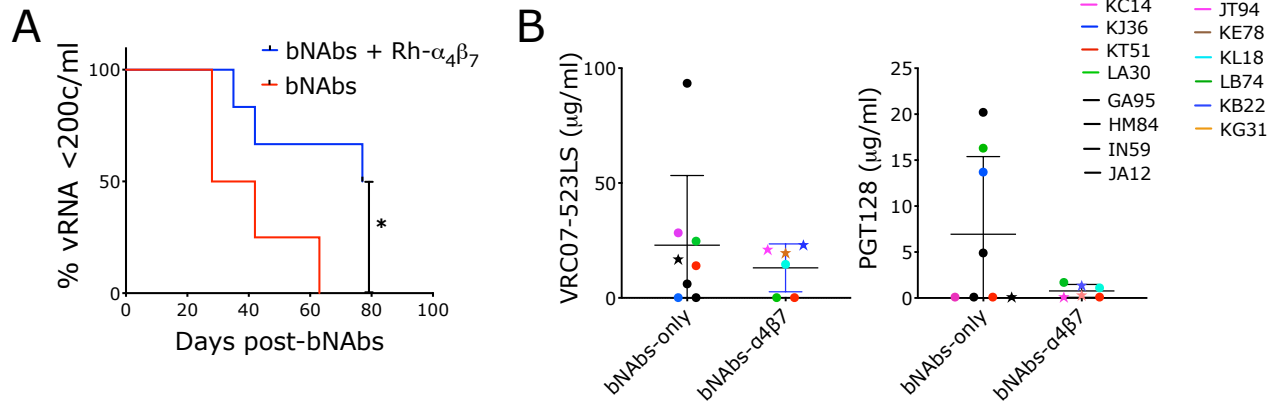 A
bNAbs + Rh-α₄β₇
bNAbs
% vRNA <200c/ml
100
50
0
0 20 40 60 80 100
*
Days post-bNAbs
B
VRC07-523LS (μg/ml)
100
50
0
bNAbs-only
bNAbs-α4β7
PGT128 (μg/ml)
25
20
15
10
5
0
bNAbs-only
bNAbs-α4β7
KC14
KJ36
KT51
LA30
GA95
HM84
IN59
JA12
JT94
KE78
KL18
LB74
KB22
KG31